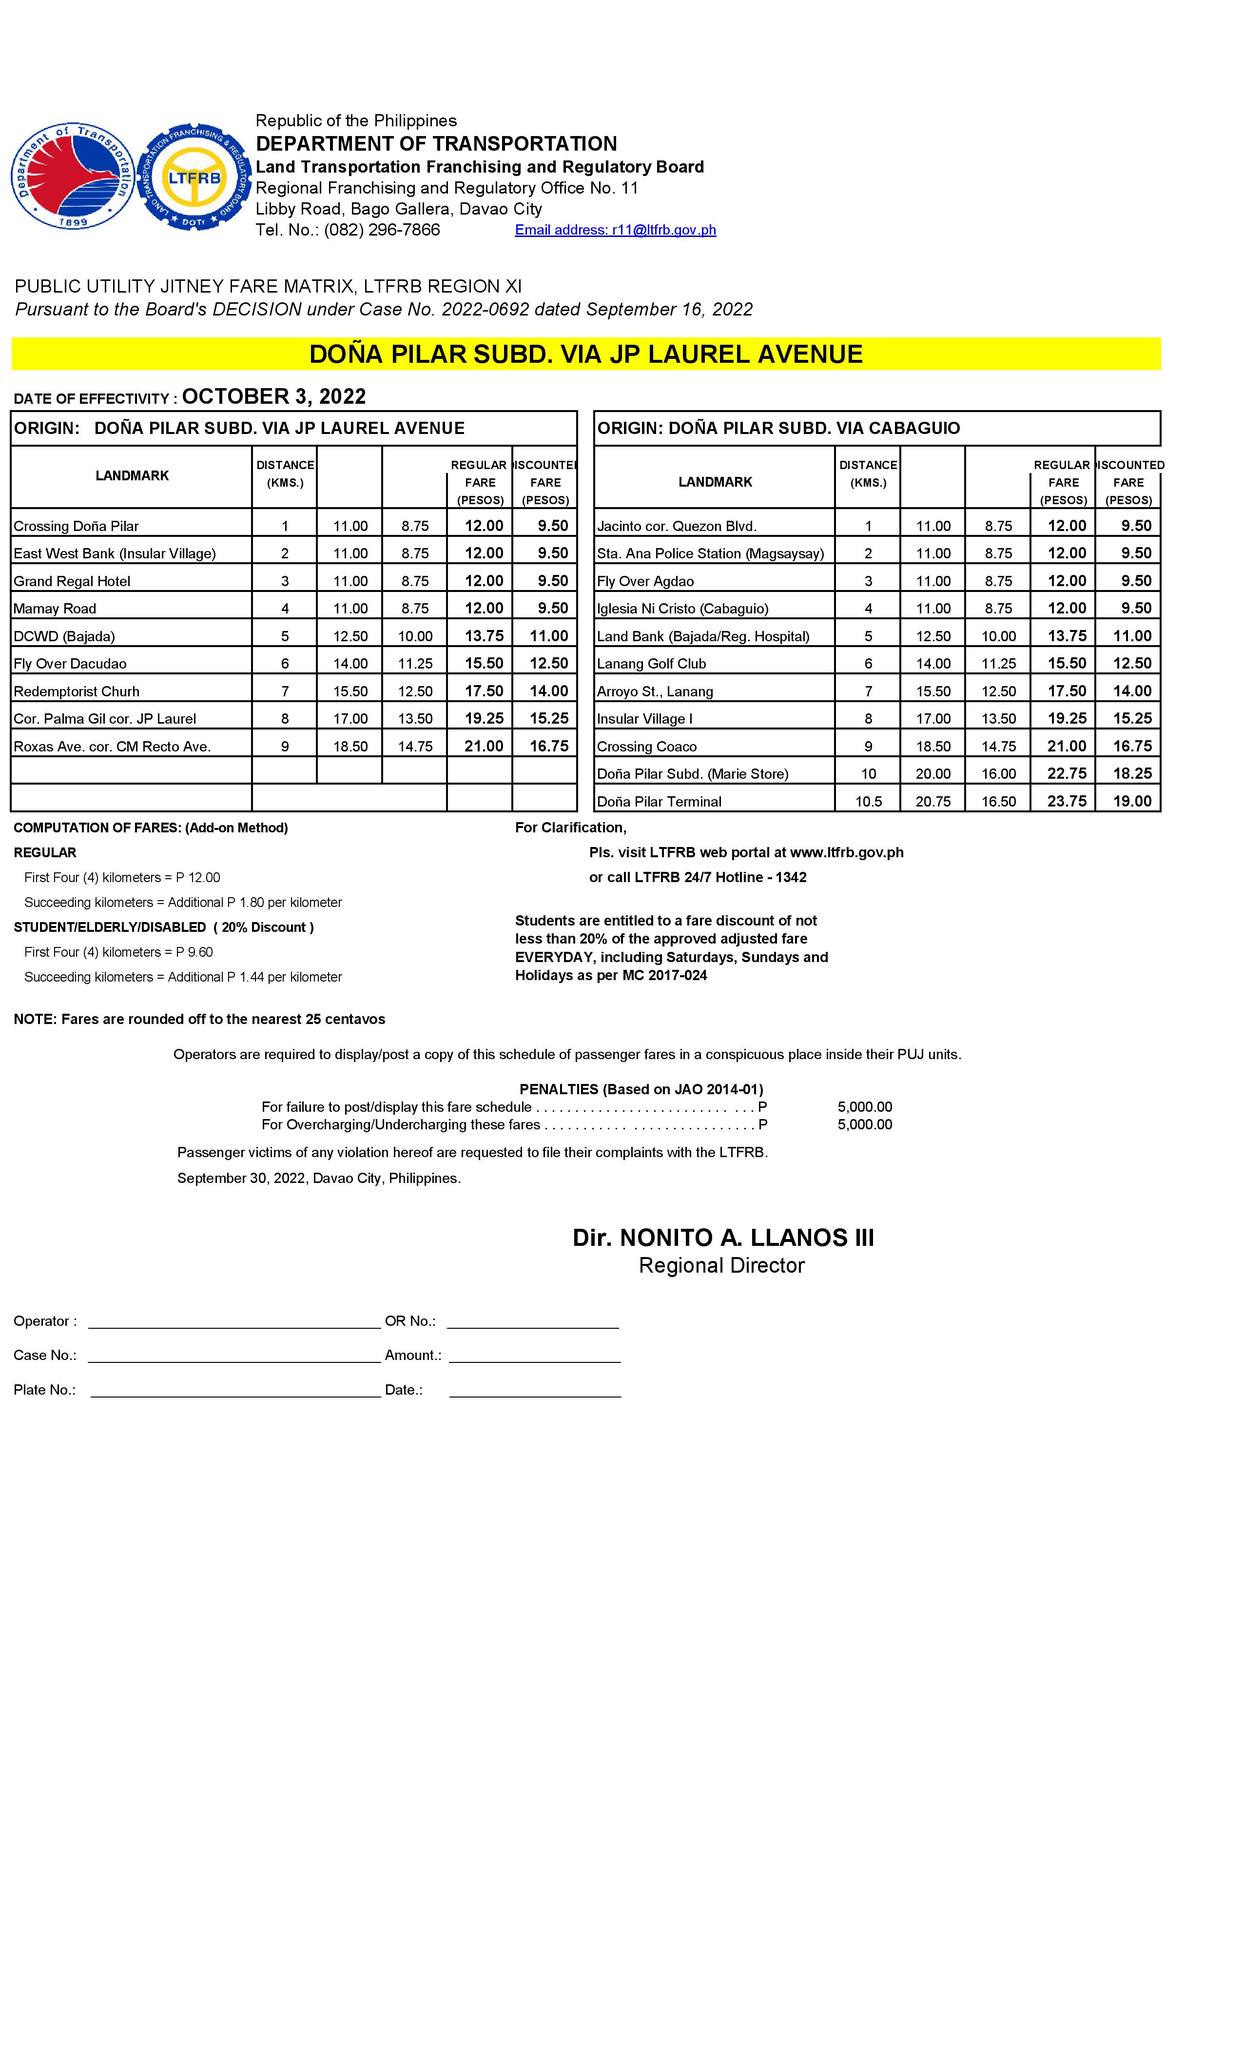 Department of Transportation
1899
LAND TRANSPORTATION FRANCHISING & REGULATORY BOARD
LTFRB
DOTr
Republic of the Philippines
DEPARTMENT OF TRANSPORTATION
Land Transportation Franchising and Regulatory Board
Regional Franchising and Regulatory Office No. 11
Libby Road, Bago Gallera, Davao City
Tel. No.: (082) 296-7866 Email address: r11@ltfrb.gov.ph
PUBLIC UTILITY JITNEY FARE MATRIX, LTFRB REGION XI
Pursuant to the Board's DECISION under Case No. 2022-0692 dated September 16, 2022
DOÑA PILAR SUBD. VIA JP LAUREL AVENUE
DATE OF EFFECTIVITY : OCTOBER 3, 2022
ORIGIN: DOÑA PILAR SUBD. VIA JP LAUREL AVENUE
LANDMARK DISTANCE (KMS.) REGULAR FARE (PESOS) ISCOUNTE FARE (PESOS)
Crossing Doña Pilar 1 11.00 8.75 12.00 9.50
East West Bank (Insular Village) 2 11.00 8.75 12.00 9.50
Grand Regal Hotel 3 11.00 8.75 12.00 9.50
Mamay Road 4 11.00 8.75 12.00 9.50
DCWD (Bajada) 5 12.50 10.00 13.75 11.00
Fly Over Dacudao 6 14.00 11.25 15.50 12.50
Redemptorist Churh 7 15.50 12.50 17.50 14.00
Cor. Palma Gil cor. JP Laurel 8 17.00 13.50 19.25 15.25
Roxas Ave. cor. CM Recto Ave. 9 18.50 14.75 21.00 16.75
ORIGIN: DOÑA PILAR SUBD. VIA CABAGUIO
LANDMARK DISTANCE (KMS.) REGULAR FARE (PESOS) ISCOUNTED FARE (PESOS)
Jacinto cor. Quezon Blvd. 1 11.00 8.75 12.00 9.50
Sta. Ana Police Station (Magsaysay) 2 11.00 8.75 12.00 9.50
Fly Over Agdao 3 11.00 8.75 12.00 9.50
Iglesia Ni Cristo (Cabaguio) 4 11.00 8.75 12.00 9.50
Land Bank (Bajada/Reg. Hospital) 5 12.50 10.00 13.75 11.00
Lanang Golf Club 6 14.00 11.25 15.50 12.50
Arroyo St., Lanang 7 15.50 12.50 17.50 14.00
Insular Village I 8 17.00 13.50 19.25 15.25
Crossing Coaco 9 18.50 14.75 21.00 16.75
Doña Pilar Subd. (Marie Store) 10 20.00 16.00 22.75 18.25
Doña Pilar Terminal 10.5 20.75 16.50 23.75 19.00
COMPUTATION OF FARES: (Add-on Method)
REGULAR
First Four (4) kilometers = P 12.00
Succeeding kilometers = Additional P 1.80 per kilometer
STUDENT/ELDERLY/DISABLED ( 20% Discount )
First Four (4) kilometers = P 9.60
Succeeding kilometers = Additional P 1.44 per kilometer
For Clarification,
Pls. visit LTFRB web portal at www.ltfrb.gov.ph
or call LTFRB 24/7 Hotline - 1342
Students are entitled to a fare discount of not
less than 20% of the approved adjusted fare
EVERYDAY, including Saturdays, Sundays and
Holidays as per MC 2017-024
NOTE: Fares are rounded off to the nearest 25 centavos
Operators are required to display/post a copy of this schedule of passenger fares in a conspicuous place inside their PUJ units.
PENALTIES (Based on JAO 2014-01)
For failure to post/display this fare schedule . . . . . . . . . . . . . . . . . . . . . . . . . . . . P 5,000.00
For Overcharging/Undercharging these fares . . . . . . . . . . . . . . . . . . . . . . . . . . . P 5,000.00
Passenger victims of any violation hereof are requested to file their complaints with the LTFRB.
September 30, 2022, Davao City, Philippines.
Dir. NONITO A. LLANOS III
Regional Director
Operator : OR No.:
Case No.: Amount.:
Plate No.: Date.: